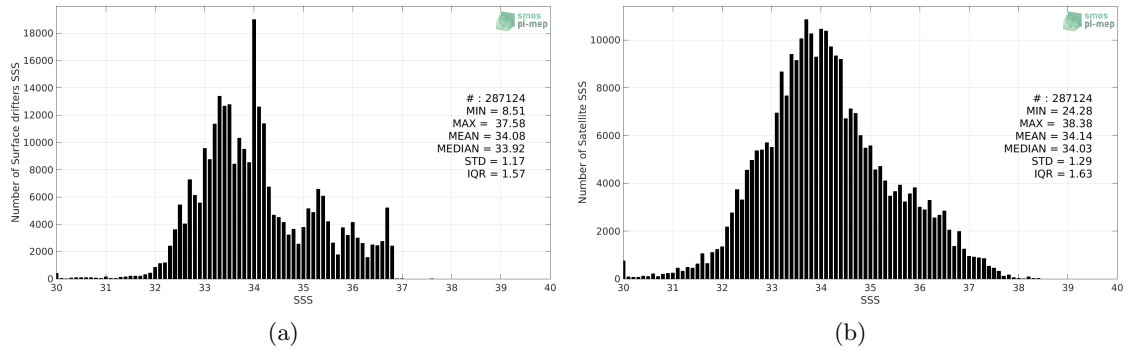 smos
pi-mep
Number of Surface drifters SSS
18000
16000
14000
12000
10000
8000
6000
4000
2000
0
# : 287124
MIN = 8.51
MAX = 37.58
MEAN = 34.08
MEDIAN = 33.92
STD = 1.17
IQR = 1.57
30 31 32 33 34 35 36 37 38 39 40
SSS
(a)
smos
pi-mep
Number of Satellite SSS
10000
8000
6000
4000
2000
0
# : 287124
MIN = 24.28
MAX = 38.38
MEAN = 34.14
MEDIAN = 34.03
STD = 1.29
IQR = 1.63
30 31 32 33 34 35 36 37 38 39 40
SSS
(b)